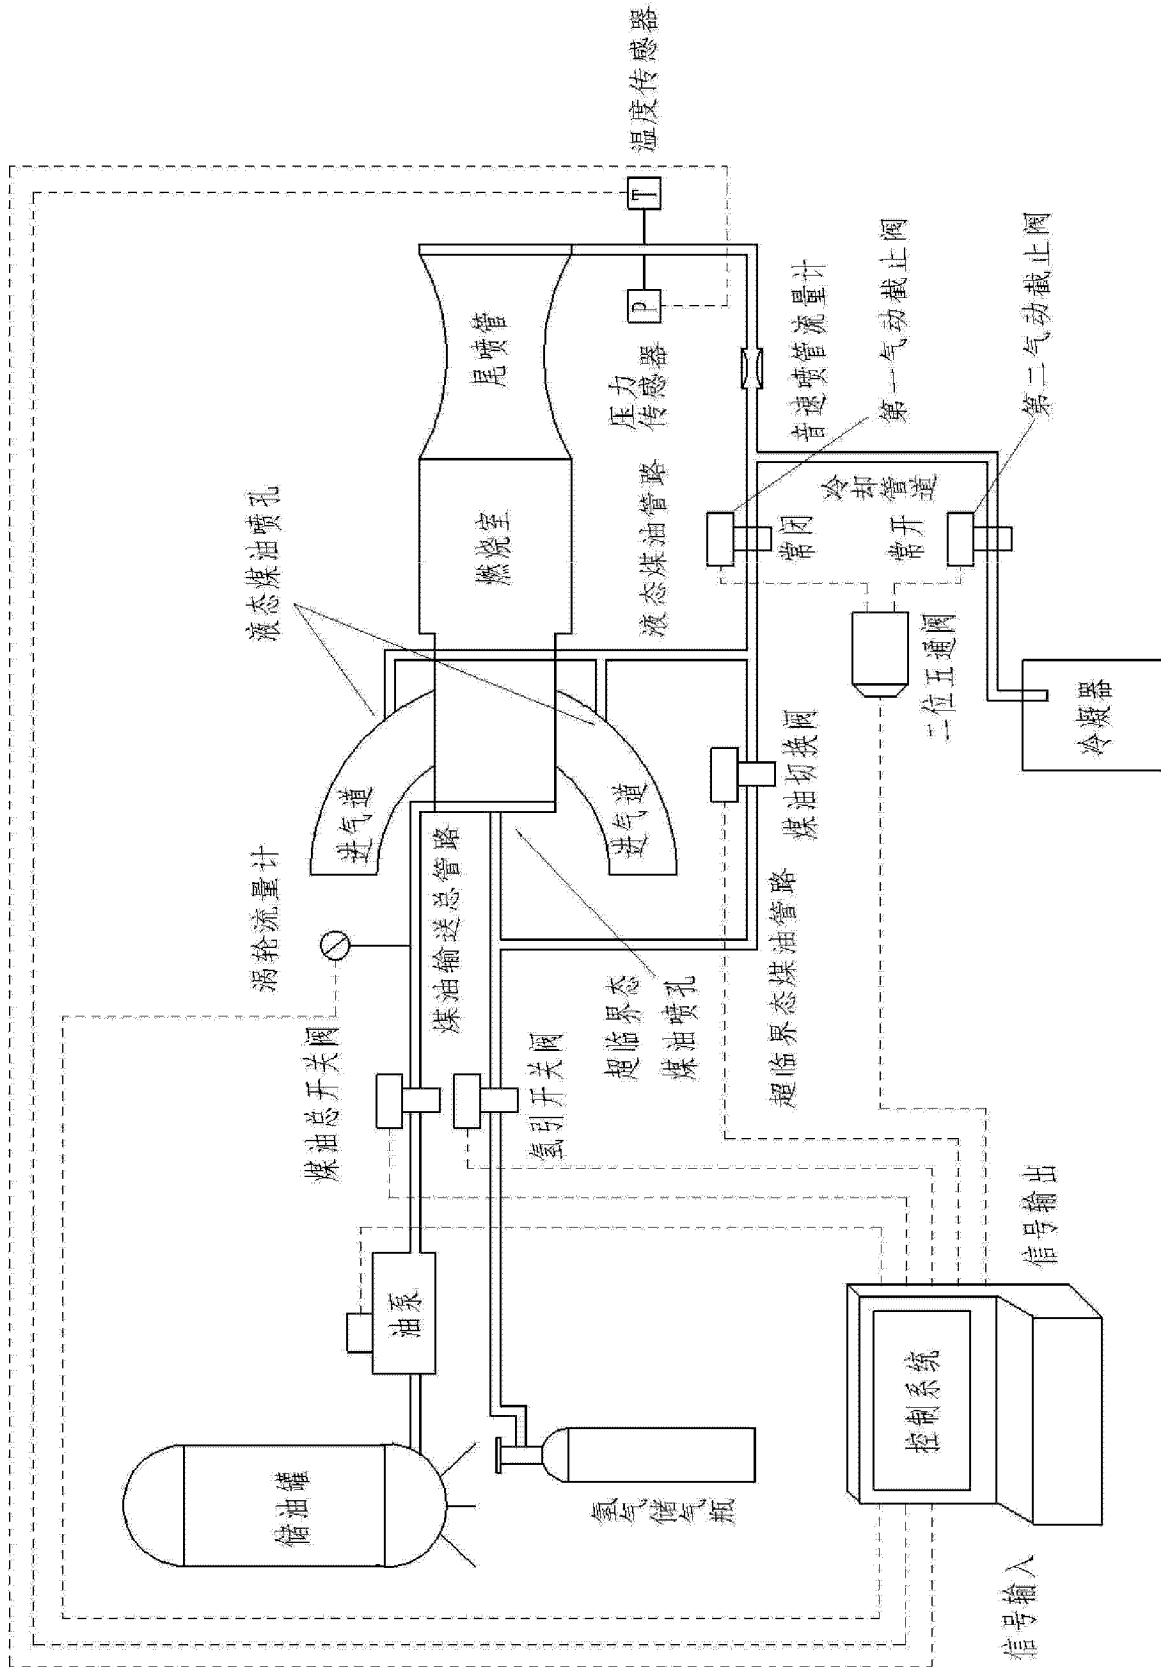 储油罐
氢气储气瓶
油泵
煤油总开关阀
氢引开关阀
涡轮流量计
煤油输送总管路
超临界态
煤油喷孔
超临界态煤油管路
进气道
进气道
液态煤油喷孔
燃烧室
尾喷管
液态煤油管路
压力
传感器
P
T
温度传感器
音速喷管流量计
第一气动截止阀
第二气动截止阀
冷却管道
常闭
常开
二位五通阀
煤油切换阀
冷凝器
控制系统
信号输入
信号输出